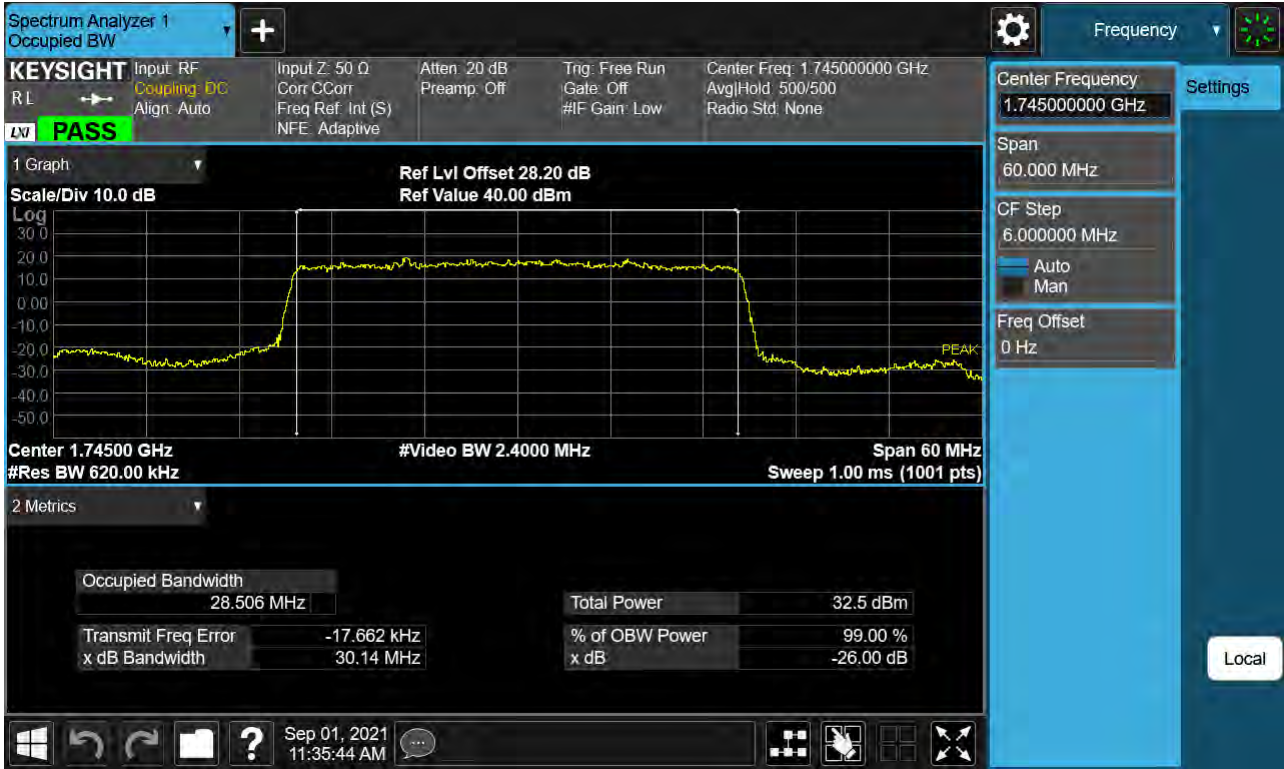 Spectrum Analyzer 1
Occupied BW
Frequency
KEYSIGHT
RL
LXI
PASS
Input: RF
Coupling: DC
Align: Auto
Input Z: 50 Ω
Corr CCorr
Freq Ref: Int (S)
NFE: Adaptive
Atten: 20 dB
Preamp: Off
Trig: Free Run
Gate: Off
#IF Gain: Low
Center Freq: 1.745000000 GHz
Avg|Hold: 500/500
Radio Std: None
1 Graph
Scale/Div 10.0 dB
Ref Lvl Offset 28.20 dB
Ref Value 40.00 dBm
Log
30.0
20.0
10.0
0.00
-10.0
-20.0
-30.0
-40.0
-50.0
PEAK
Center 1.74500 GHz
#Video BW 2.4000 MHz
Span 60 MHz
#Res BW 620.00 kHz
Sweep 1.00 ms (1001 pts)
2 Metrics
Occupied Bandwidth
28.506 MHz
Transmit Freq Error -17.662 kHz
x dB Bandwidth 30.14 MHz
Total Power 32.5 dBm
% of OBW Power 99.00 %
x dB -26.00 dB
Sep 01, 2021
11:35:44 AM
Center Frequency
1.745000000 GHz
Span
60.000 MHz
CF Step
6.000000 MHz
Auto
Man
Freq Offset
0 Hz
Settings
Local